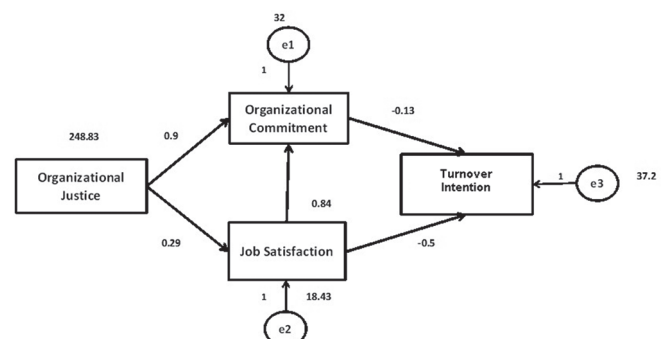 32
e1
1
Organizational
Commitment
-0.13
248.83
0.9
Organizational
Justice
Turnover
Intention
1
e3
37.2
0.84
0.29
Job Satisfaction
-0.5
1
18.43
e2